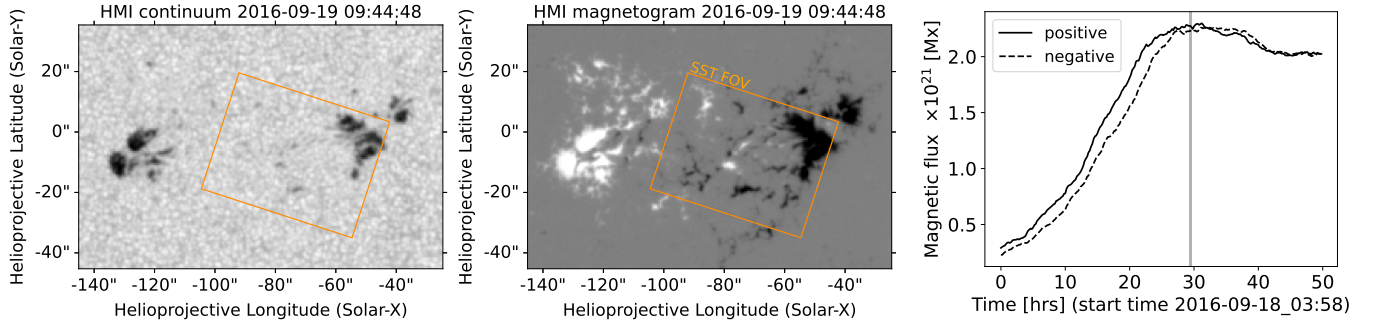 HMI continuum 2016-09-19 09:44:48
Helioprojective Latitude (Solar-Y)
20"
0"
-20"
-40"
-140" -120" -100" -80" -60" -40"
Helioprojective Longitude (Solar-X)
HMI magnetogram 2016-09-19 09:44:48
Helioprojective Latitude (Solar-Y)
SST FOV
20"
0"
-20"
-40"
-140" -120" -100" -80" -60" -40"
Helioprojective Longitude (Solar-X)
Magnetic flux ×10²¹ [Mx]
positive
negative
2.0
1.5
1.0
0.5
0 10 20 30 40 50
Time [hrs] (start time 2016-09-18_03:58)